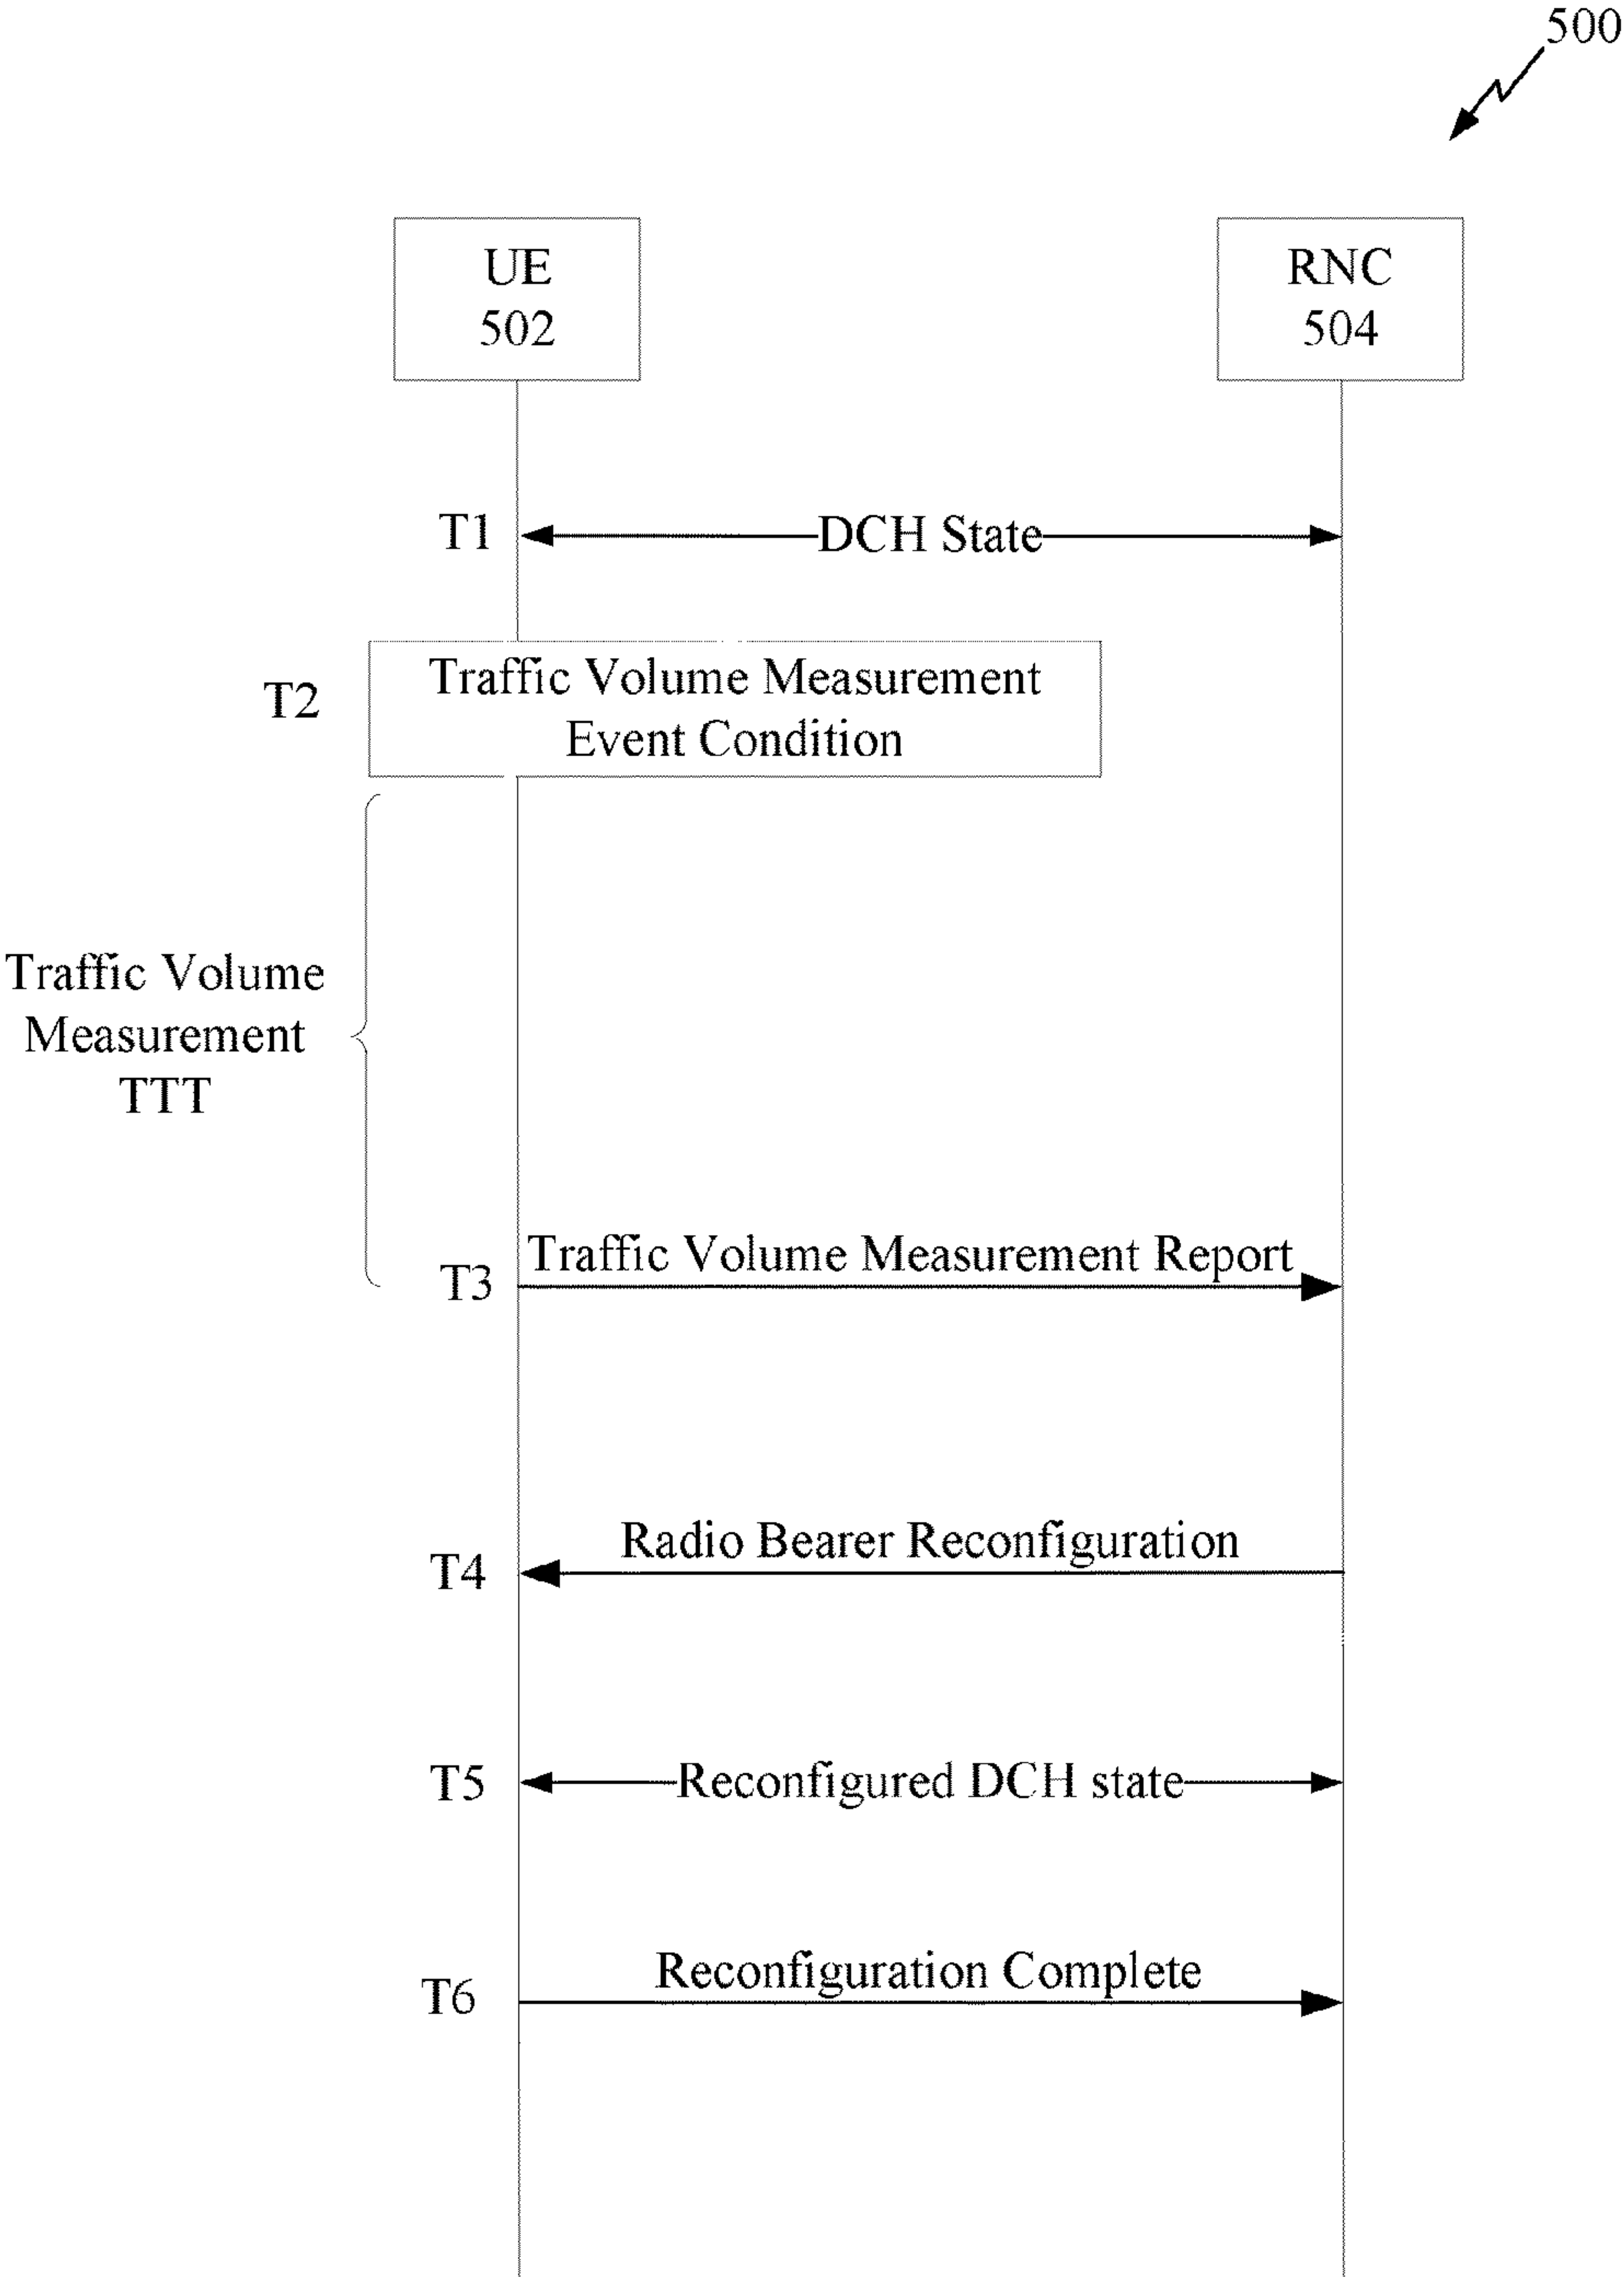 500
UE
502
RNC
504
T1
DCH State
T2
Traffic Volume Measurement
Event Condition
Traffic Volume
Measurement
TTT
Traffic Volume Measurement Report
T3
Radio Bearer Reconfiguration
T4
T5
Reconfigured DCH state
Reconfiguration Complete
T6